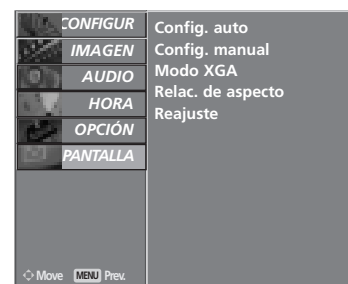 CONFIGUR
IMAGEN
AUDIO
HORA
OPCIÓN
PANTALLA
Config. auto
Config. manual
Modo XGA
Relac. de aspecto
Reajuste
Move MENU Prev.